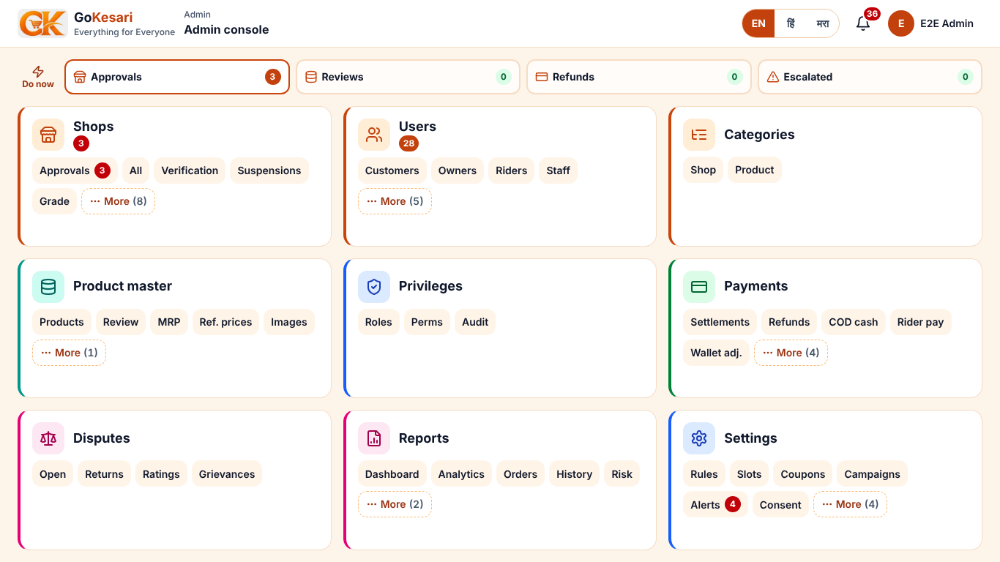 GK
GoKesari
Everything for Everyone
Admin
Admin console
EN हिं मरा
36
E
E2E Admin
Do now
Approvals 3
Reviews 0
Refunds 0
Escalated 0
Shops
3
Approvals 3 All Verification Suspensions
Grade ··· More (8)
Users
28
Customers Owners Riders Staff
··· More (5)
Categories
Shop Product
Product master
Products Review MRP Ref. prices Images
··· More (1)
Privileges
Roles Perms Audit
Payments
Settlements Refunds COD cash Rider pay
Wallet adj. ··· More (4)
Disputes
Open Returns Ratings Grievances
Reports
Dashboard Analytics Orders History Risk
··· More (2)
Settings
Rules Slots Coupons Campaigns
Alerts 4 Consent ··· More (4)